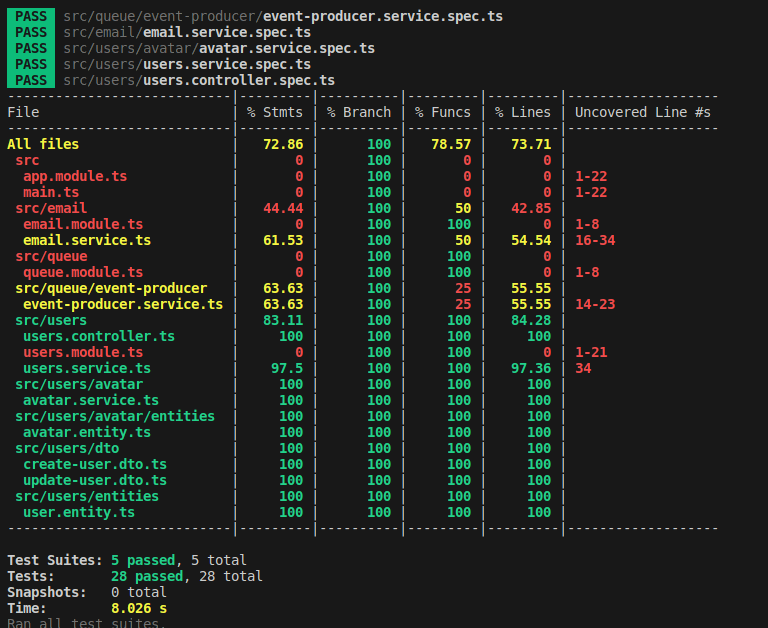 PASS src/queue/event-producer/event-producer.service.spec.ts
PASS src/email/email.service.spec.ts
PASS src/users/avatar/avatar.service.spec.ts
PASS src/users/users.service.spec.ts
PASS src/users/users.controller.spec.ts
----------------------------|---------|----------|---------|---------|-------------------
File                        | % Stmts | % Branch | % Funcs | % Lines | Uncovered Line #s
----------------------------|---------|----------|---------|---------|-------------------
All files                   |   72.86 |      100 |   78.57 |   73.71 |
 src                        |       0 |      100 |       0 |       0 |
  app.module.ts             |       0 |      100 |       0 |       0 | 1-22
  main.ts                   |       0 |      100 |       0 |       0 | 1-22
 src/email                  |   44.44 |      100 |      50 |   42.85 |
  email.module.ts           |       0 |      100 |     100 |       0 | 1-8
  email.service.ts          |   61.53 |      100 |      50 |   54.54 | 16-34
 src/queue                  |       0 |      100 |     100 |       0 |
  queue.module.ts           |       0 |      100 |     100 |       0 | 1-8
 src/queue/event-producer   |   63.63 |      100 |      25 |   55.55 |
  event-producer.service.ts |   63.63 |      100 |      25 |   55.55 | 14-23
 src/users                  |   83.11 |      100 |     100 |   84.28 |
  users.controller.ts       |     100 |      100 |     100 |     100 |
  users.module.ts           |       0 |      100 |     100 |       0 | 1-21
  users.service.ts          |    97.5 |      100 |     100 |   97.36 | 34
 src/users/avatar           |     100 |      100 |     100 |     100 |
  avatar.service.ts         |     100 |      100 |     100 |     100 |
 src/users/avatar/entities  |     100 |      100 |     100 |     100 |
  avatar.entity.ts          |     100 |      100 |     100 |     100 |
 src/users/dto              |     100 |      100 |     100 |     100 |
  create-user.dto.ts        |     100 |      100 |     100 |     100 |
  update-user.dto.ts        |     100 |      100 |     100 |     100 |
 src/users/entities         |     100 |      100 |     100 |     100 |
  user.entity.ts            |     100 |      100 |     100 |     100 |
----------------------------|---------|----------|---------|---------|-------------------
Test Suites: 5 passed, 5 total
Tests:       28 passed, 28 total
Snapshots:   0 total
Time:        8.026 s
Ran all test suites.